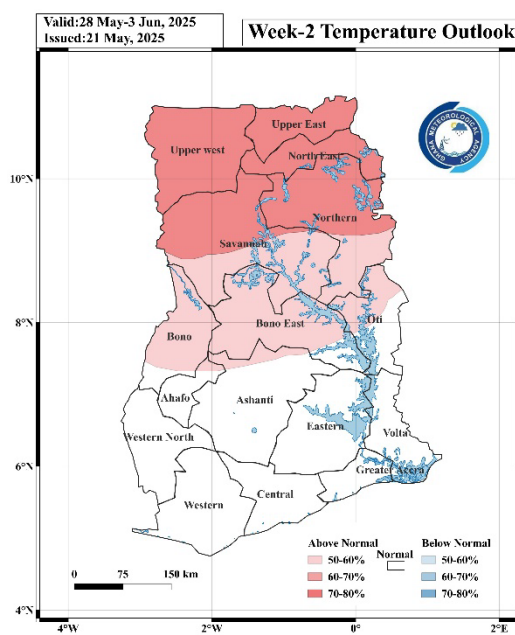 Valid:28 May-3 Jun, 2025
Issued:21 May, 2025
Week-2 Temperature Outlook
Upper East
Upper west
North East
10°N
Northern
Savannah
8°N
Bono
Bono East
Oti
Ahafo
Ashanti
Western North
Eastern
Volta
6°N
Greater Accra
Western
Central
Above Normal
Normal
Below Normal
50-60%
50-60%
60-70%
60-70%
70-80%
70-80%
0 75 150 km
4°N
4°W 2°W 0° 2°E
GHANA METEOROLOGICAL AGENCY